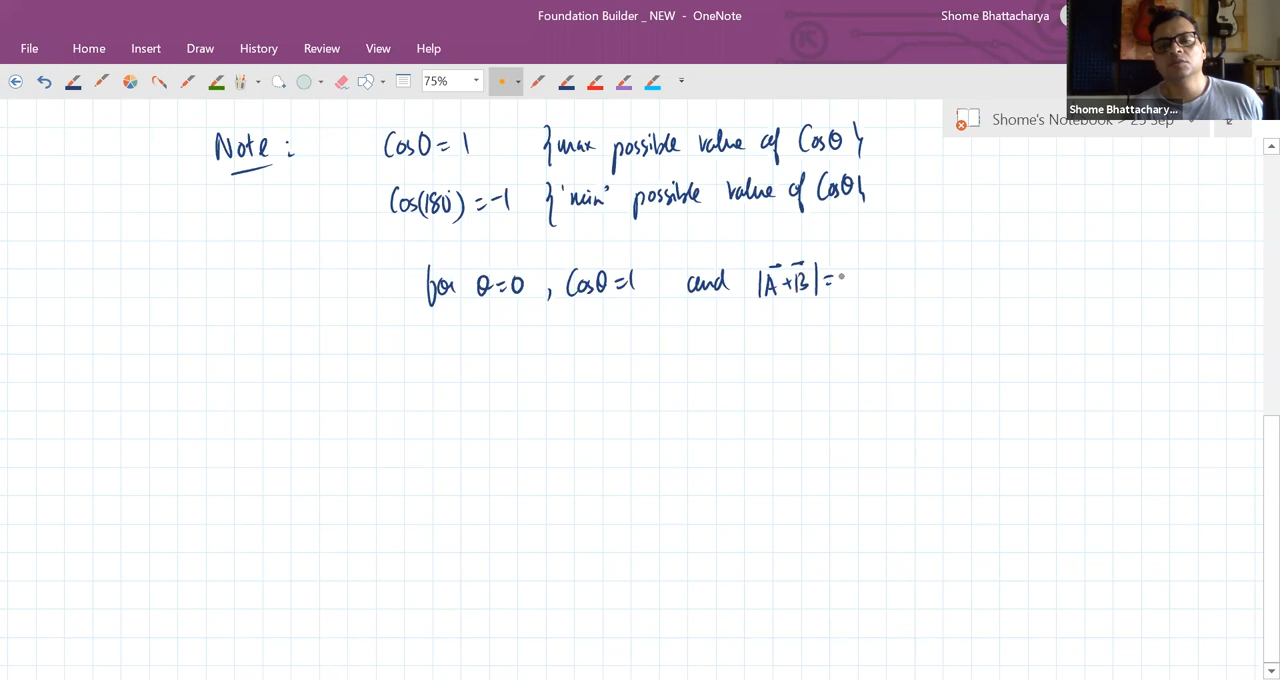 Foundation Builder _ NEW - OneNote
Shome Bhattacharya
File Home Insert Draw History Review View Help
75%
Shome Bhattachary...
Shome's Notebook > 25 Sep
Note : Cos0 = 1 {max possible value of Cosθ}
Cos(180°) = -1 {'min' possible value of Cosθ}
for θ=0 , Cosθ=1 and |A⃗+B⃗|=